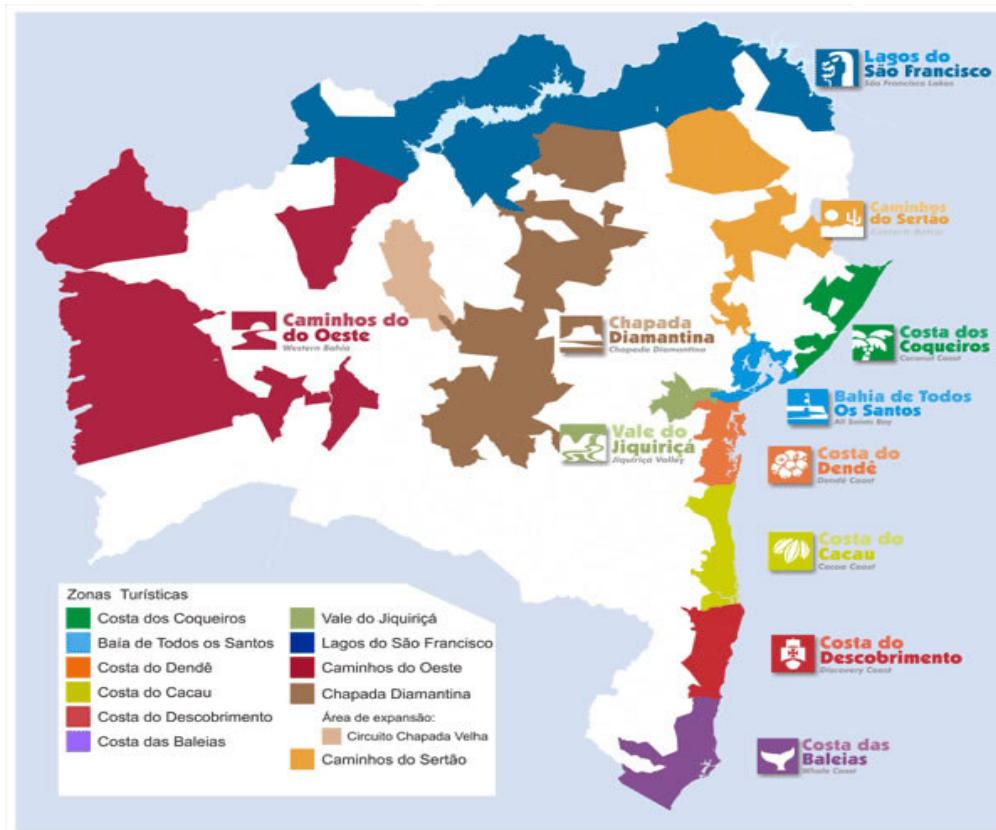 Lagos do
São Francisco
São Francisco Lakes
Caminhos
do Sertão
Eastern Bahia
Caminhos do
do Oeste
Western Bahia
Chapada
Diamantina
Chapada Diamantina
Costa dos
Coqueiros
Coconut Coast
Bahia de Todos
Os Santos
All Saints Bay
Vale do
Jiquiriçá
Jiquiriça Valley
Costa do
Dendê
Dendê Coast
Costa do
Cacau
Cacoa Coast
Costa do
Descobrimento
Discovery Coast
Costa das
Baleias
Whale Coast
Zonas Turísticas
Costa dos Coqueiros
Baía de Todos os Santos
Costa do Dendê
Costa do Cacau
Costa do Descobrimento
Costa das Baleias
Vale do Jiquiriçá
Lagos do São Francisco
Caminhos do Oeste
Chapada Diamantina
Área de expansão:
Circuito Chapada Velha
Caminhos do Sertão